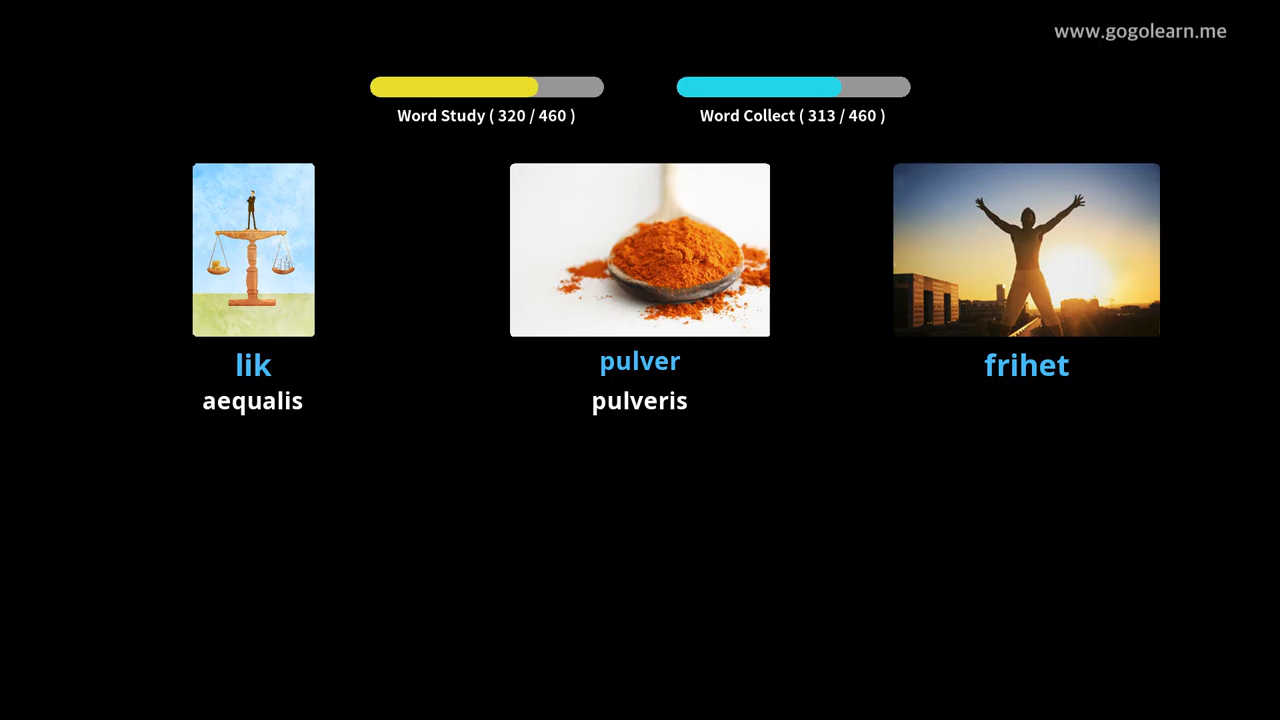 www.gogolearn.me
Word Study ( 320 / 460 )
Word Collect ( 313 / 460 )
lik
aequalis
pulver
pulveris
frihet